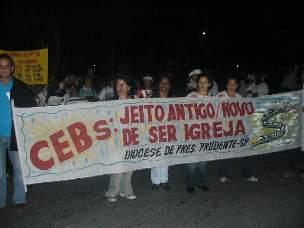 CEBs: JEITO ANTIGO/NOVO
DE SER IGREJA
DIOCESE DE PRES. PRUDENTE-SP